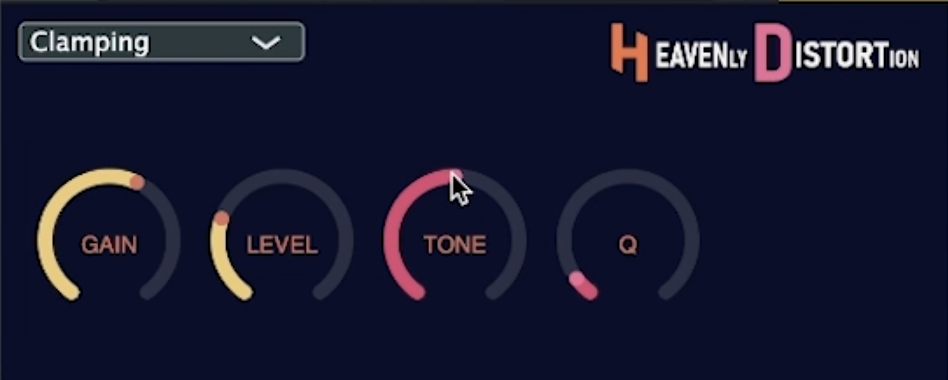 Clamping
HEAVENLY DISTORTION
GAIN
LEVEL
TONE
Q